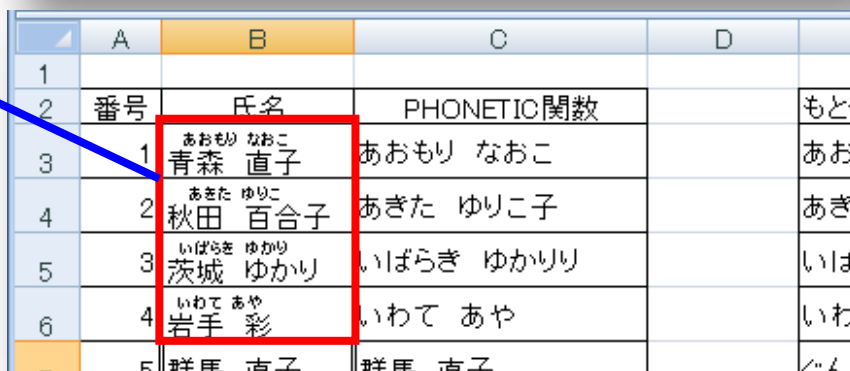 A B C D
1
2 番号 氏名 PHONETIC関数 もと
あおもり なおこ
3 1 青森 直子 あおもり なおこ あお
あきた ゆりこ
4 2 秋田 百合子 あきた ゆりこ子 あき
いばらき ゆかり
5 3 茨城 ゆかり いばらき ゆかりり いば
いわて あや
6 4 岩手 彩 いわて あや いわ
5 群馬 直子 群馬 直子 ぐん